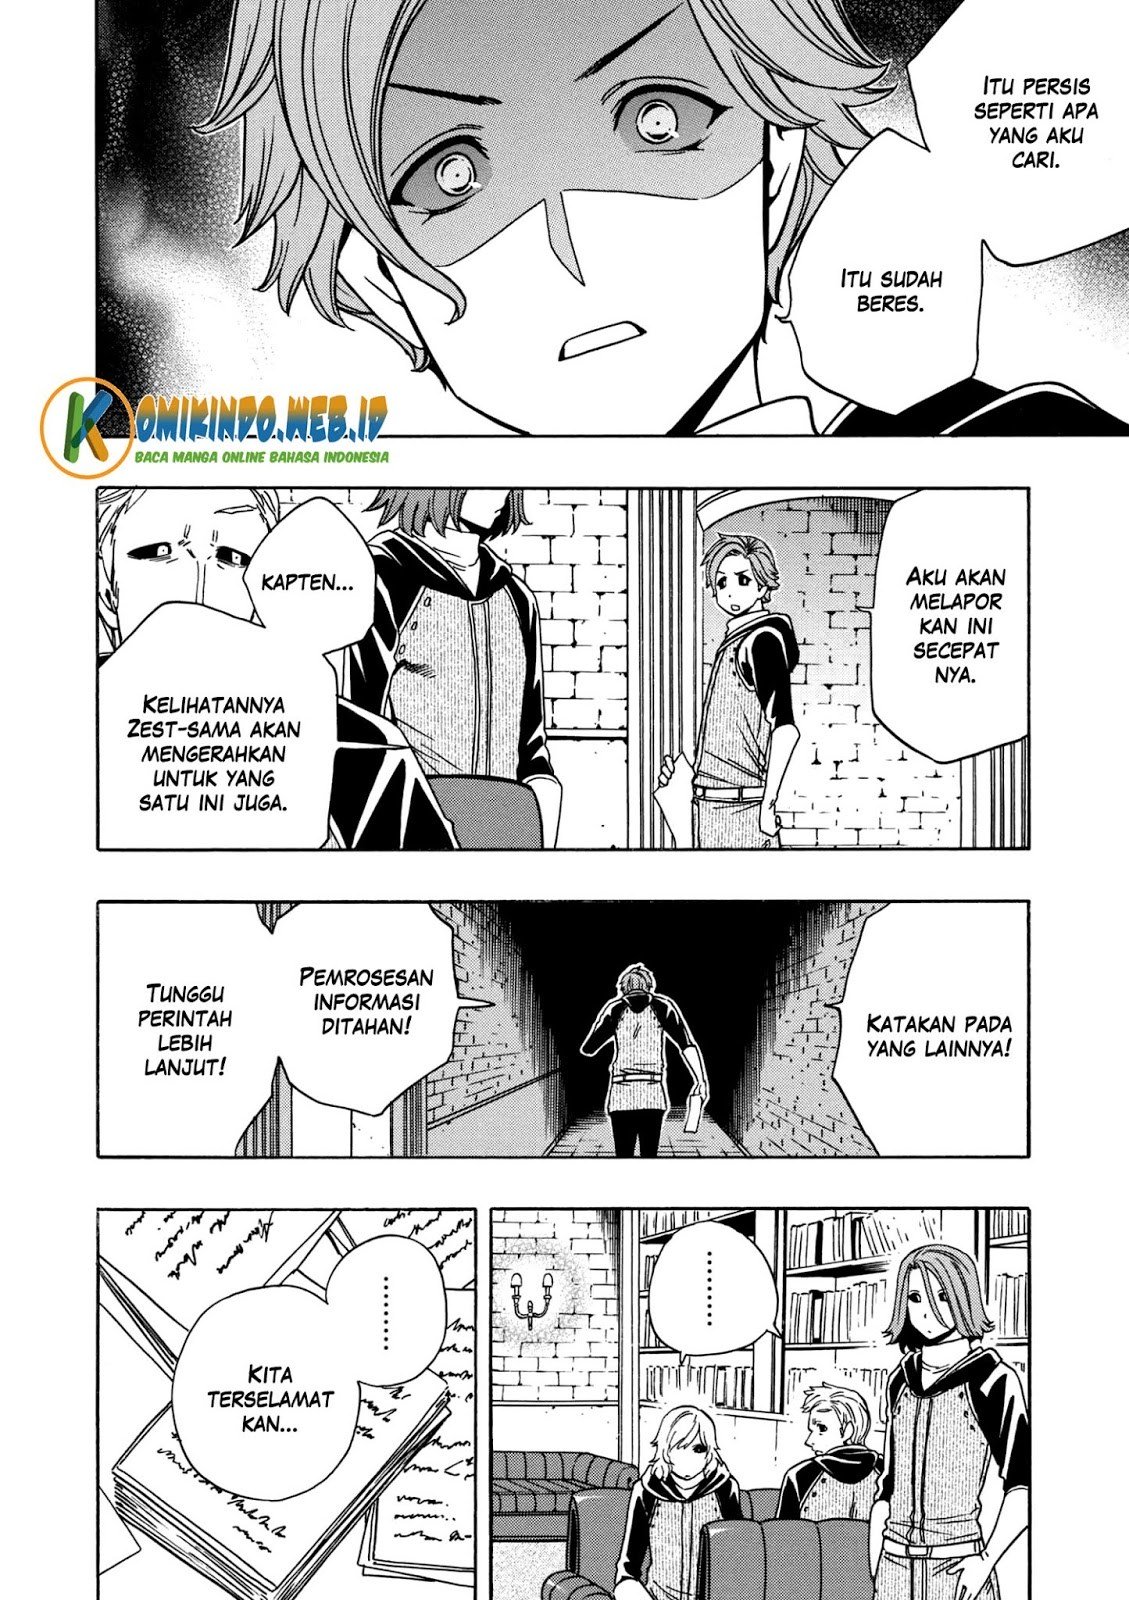 ITU PERSIS
SEPERTI APA
YANG AKU
CARI.
ITU SUDAH
BERES.
KOMIKINDO.WEB.ID
BACA MANGA ONLINE BAHASA INDONESIA
AKU AKAN
MELAPOR
KAN INI
SECEPAT
NYA.
KAPTEN...
KELIHATANNYA
ZEST-SAMA AKAN
MENGERAHKAN
UNTUK YANG
SATU INI JUGA.
KATAKAN PADA
YANG LAINNYA!
PEMROSESAN
INFORMASI
DITAHAN!
TUNGGU
PERINTAH
LEBIH
LANJUT!
........
........
KITA
TERSELAMAT
KAN...